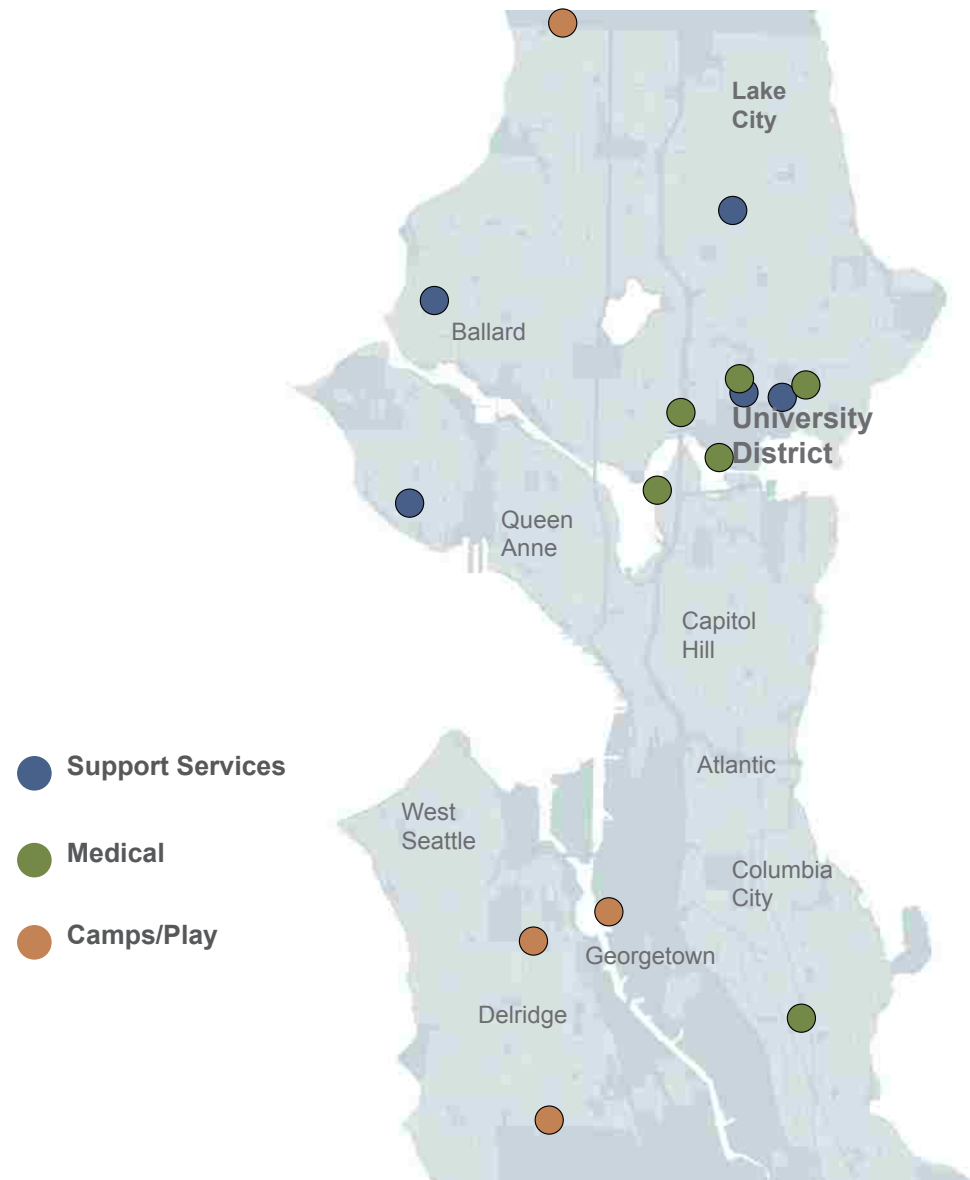 Lake
City
Ballard
University
District
Queen
Anne
Capitol
Hill
Support Services
Atlantic
West
Seattle
Medical
Columbia
City
Camps/Play
Georgetown
Delridge